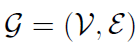 𝒢 = (𝒱, ℰ)